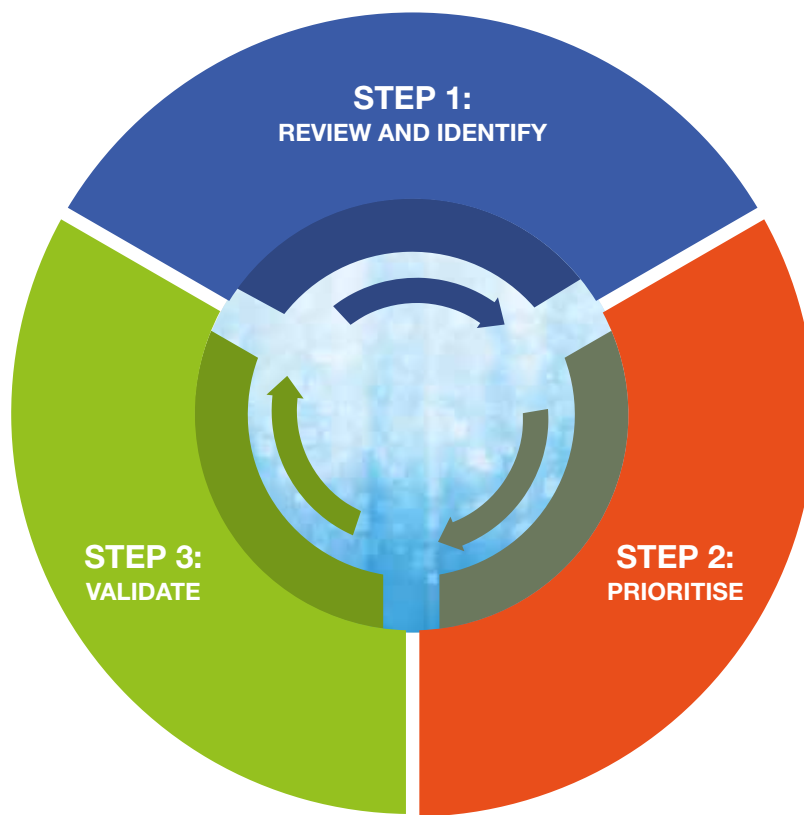 STEP 1:
REVIEW AND IDENTIFY
STEP 2:
PRIORITISE
STEP 3:
VALIDATE